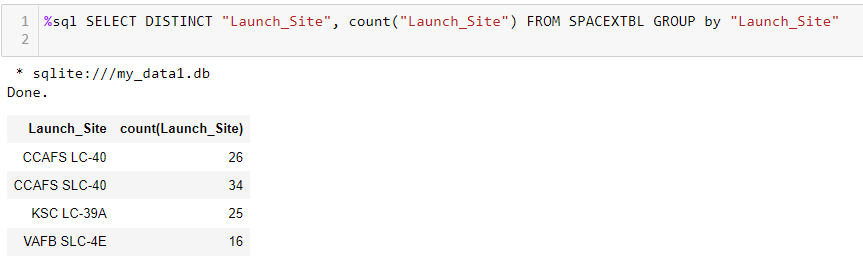 1 %sql SELECT DISTINCT "Launch_Site", count("Launch_Site") FROM SPACEXTBL GROUP by "Launch_Site"
2
* sqlite:///my_data1.db
Done.
Launch_Site count(Launch_Site)
CCAFS LC-40 26
CCAFS SLC-40 34
KSC LC-39A 25
VAFB SLC-4E 16